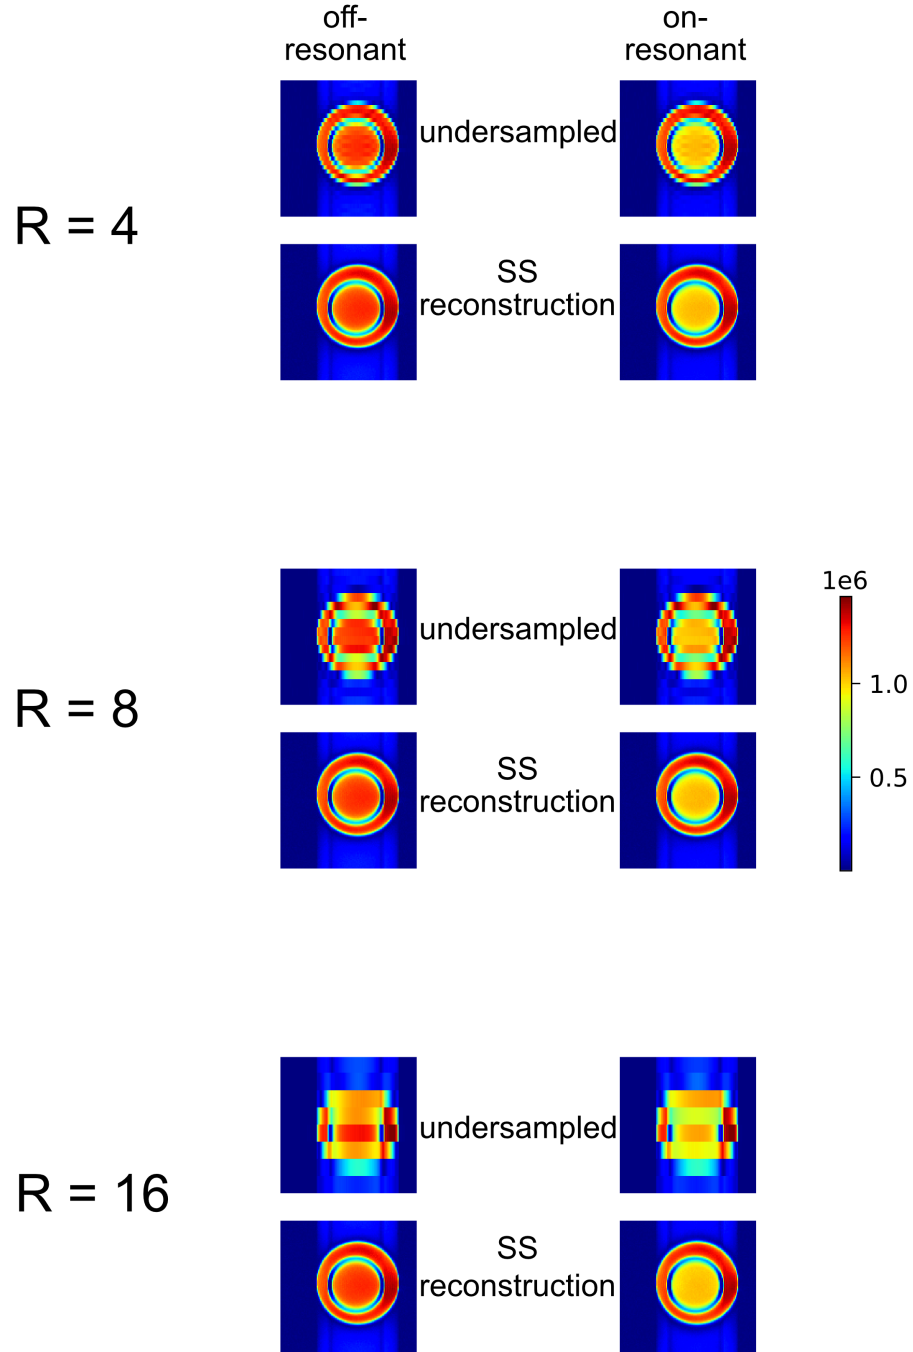 off-
resonant
on-
resonant
undersampled
R = 4
SS
reconstruction
undersampled
1e6
1.0
R = 8
0.5
SS
reconstruction
undersampled
R = 16
SS
reconstruction